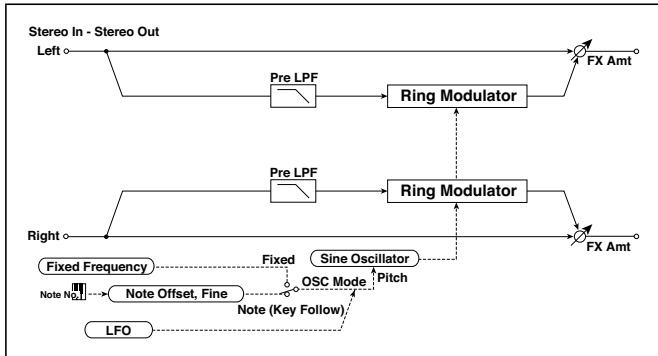 Stereo In - Stereo Out
Left
FX Amt
Pre LPF
Ring Modulator
Pre LPF
Ring Modulator
Right
FX Amt
Fixed Frequency
Fixed
Sine Oscillator
OSC Mode
Pitch
Note No.
Note Offset, Fine
Note (Key Follow)
LFO